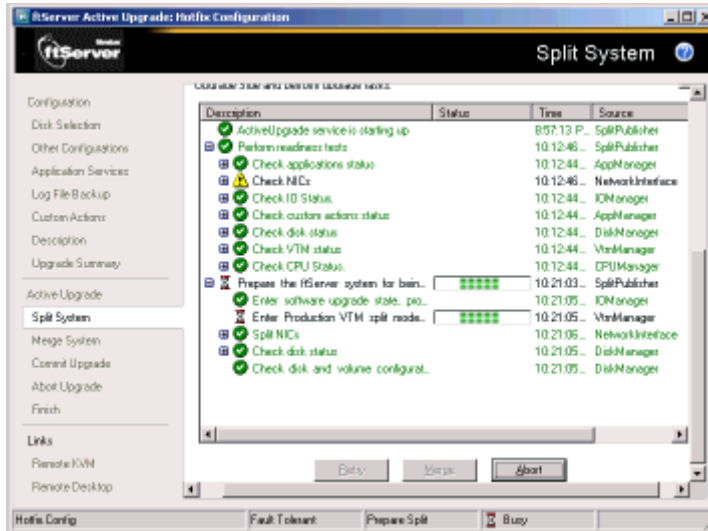 ftServer Active Upgrade: Hotfix Configuration
ftServer
Split System
Upgrade Side and perform upgrade tasks.
Configuration
Disk Selection
Other Configurations
Application Services
Log File Backup
Custom Actions
Description
Upgrade Summary
Active Upgrade
Split System
Merge System
Commit Upgrade
Abort Upgrade
Finish
Links
Remote KVM
Remote Desktop
Description Status Time Source
ActiveUpgrade service is starting up 8:57:13 P... SplitPublisher
Perform readiness tests 10:12:46... SplitPublisher
Check applications status 10:12:44... AppManager
Check NICs 10:12:46... NetworkInterface
Check IO Status. 10:12:44... IOManager
Check custom actions status 10:12:44... AppManager
Check disk status 10:12:44... DiskManager
Check VTM status 10:12:44... VtmManager
Check CPU Status. 10:12:44... CPUManager
Prepare the ftServer system for bein... 10:21:03... SplitPublisher
Enter software upgrade state, pro... 10:21:05... IOManager
Enter Production VTM split mode... 10:21:05... VtmManager
Split NICs 10:21:06... NetworkInterface
Check disk status 10:21:05... DiskManager
Check disk and volume configurat... 10:21:05... DiskManager
Retry Merge Abort
Hotfix Config Fault Tolerant Prepare Split Busy